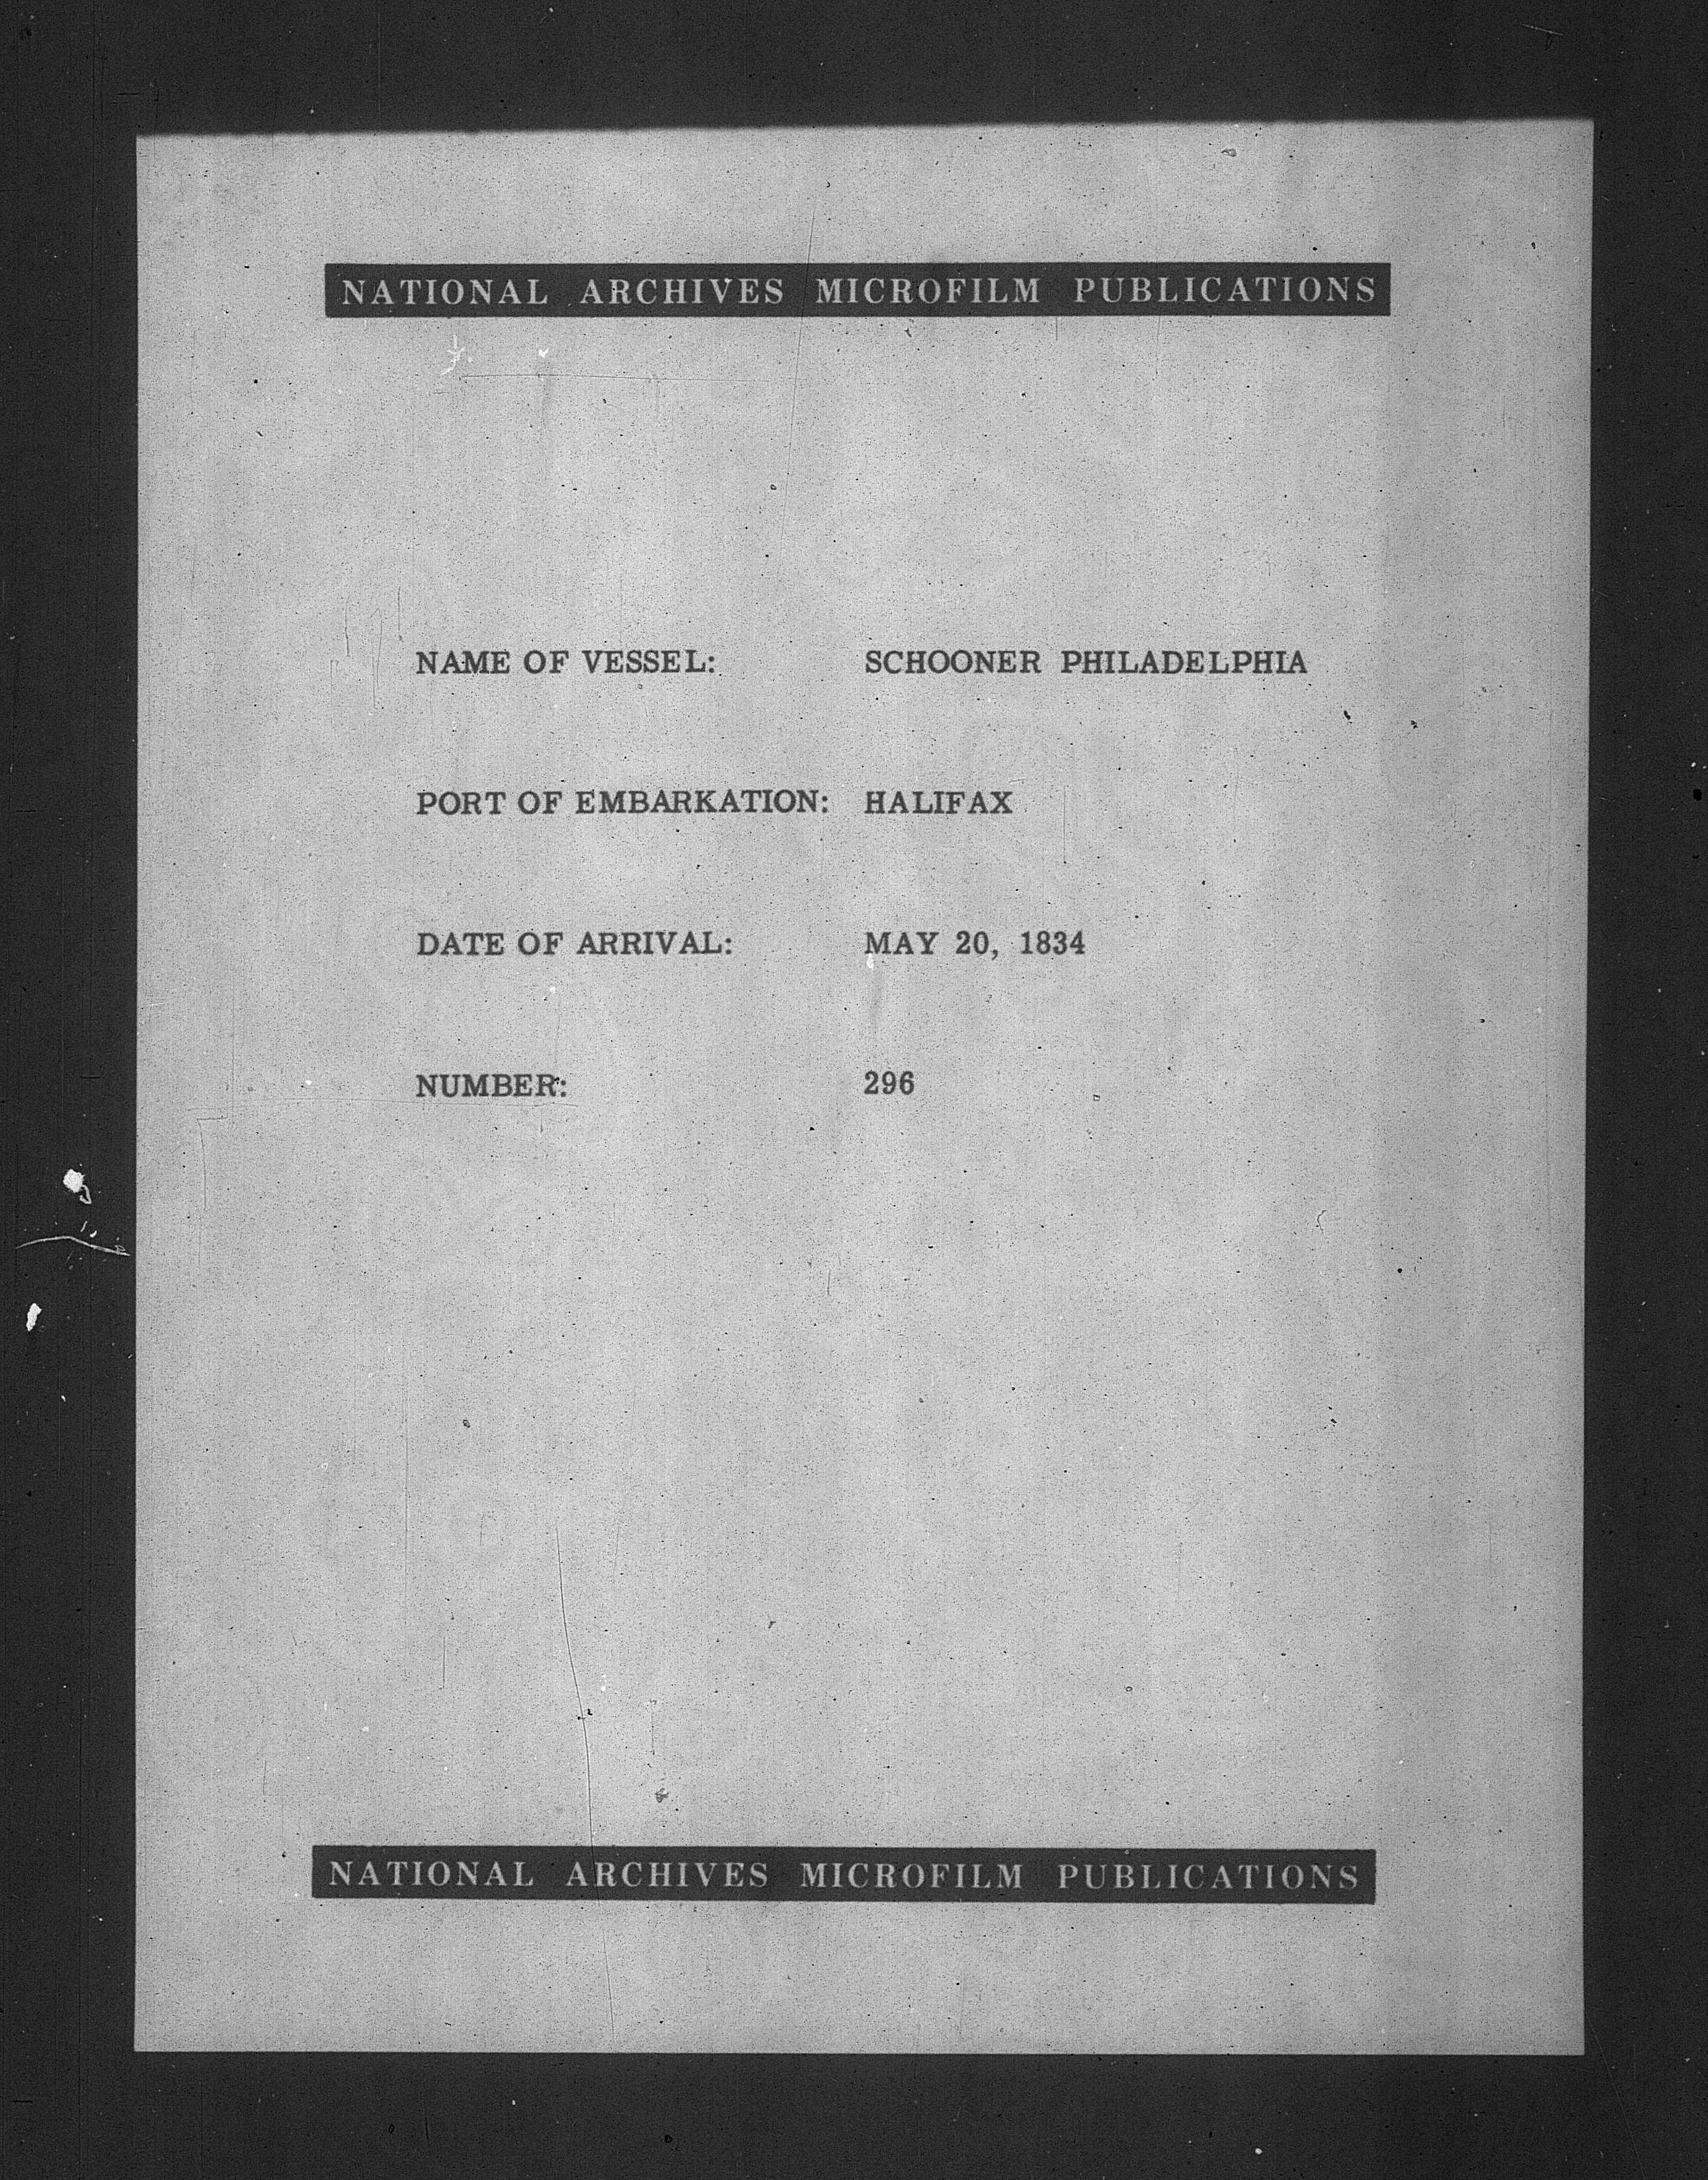 NATIONAL ARCHIVES MICROFILM PUBLICATIONS
NAME OF VESSEL: SCHOONER PHILADELPHIA
PORT OF EMBARKATION: HALIFAX
DATE OF ARRIVAL: MAY 20, 1834
NUMBER: 296
NATIONAL ARCHIVES MICROFILM PUBLICATIONS